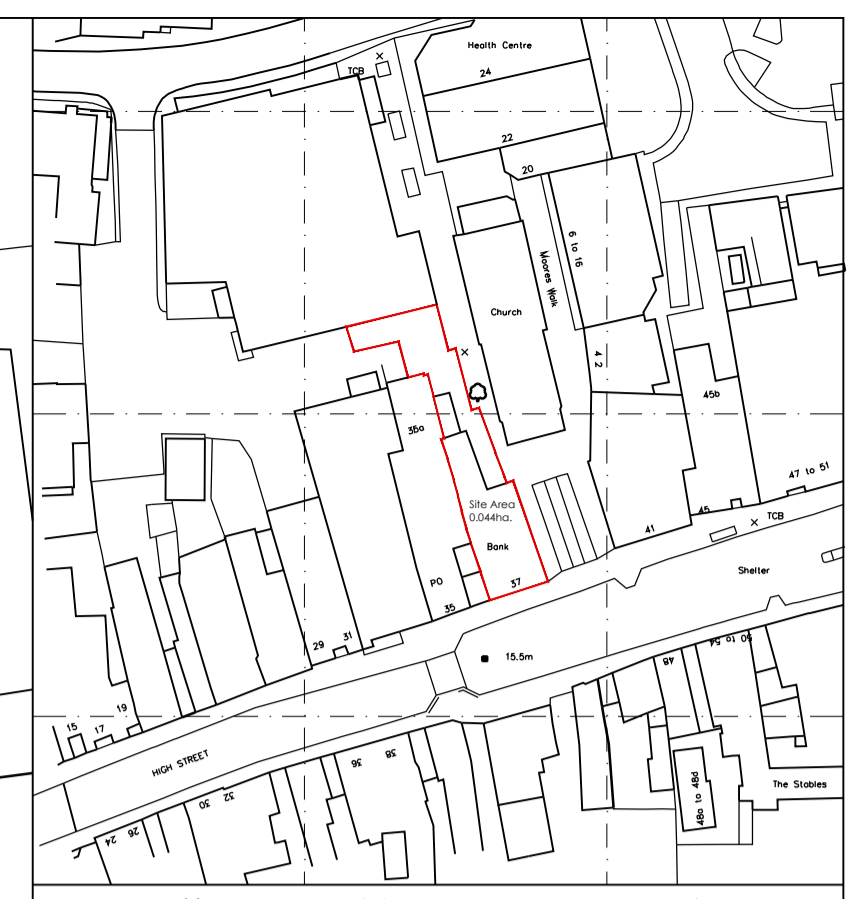 Health Centre
TCB
24
22
20
6 to 16
Moores Walk
Church
4 2
35a
45b
Site Area
0.044ha.
47 to 51
45
TCB
41
Bank
Shelter
PO
37
35
31
29
15.5m
50 to 54
48
19
17
15
HIGH STREET
38
36
32
30
26
24
48a to 48d
The Stables